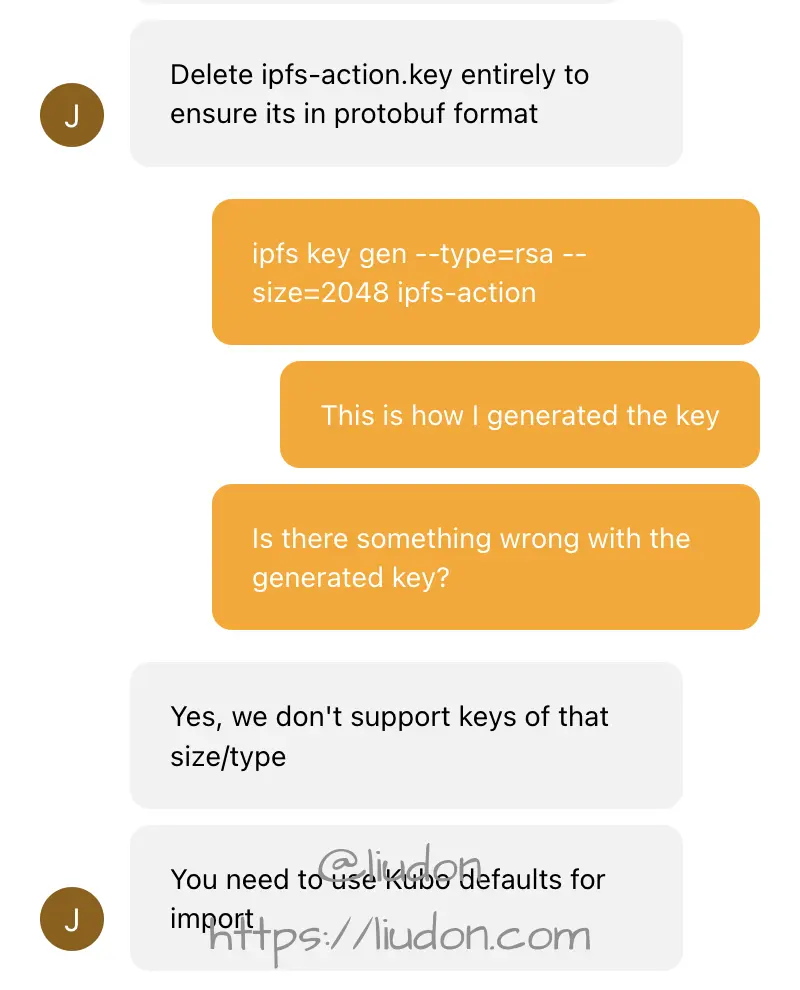 Delete ipfs-action.key entirely to
ensure its in protobuf format
J
ipfs key gen --type=rsa --
size=2048 ipfs-action
This is how I generated the key
Is there something wrong with the
generated key?
Yes, we don't support keys of that
size/type
You need to use Kubo defaults for
import
J
@liudon
https://liudon.com